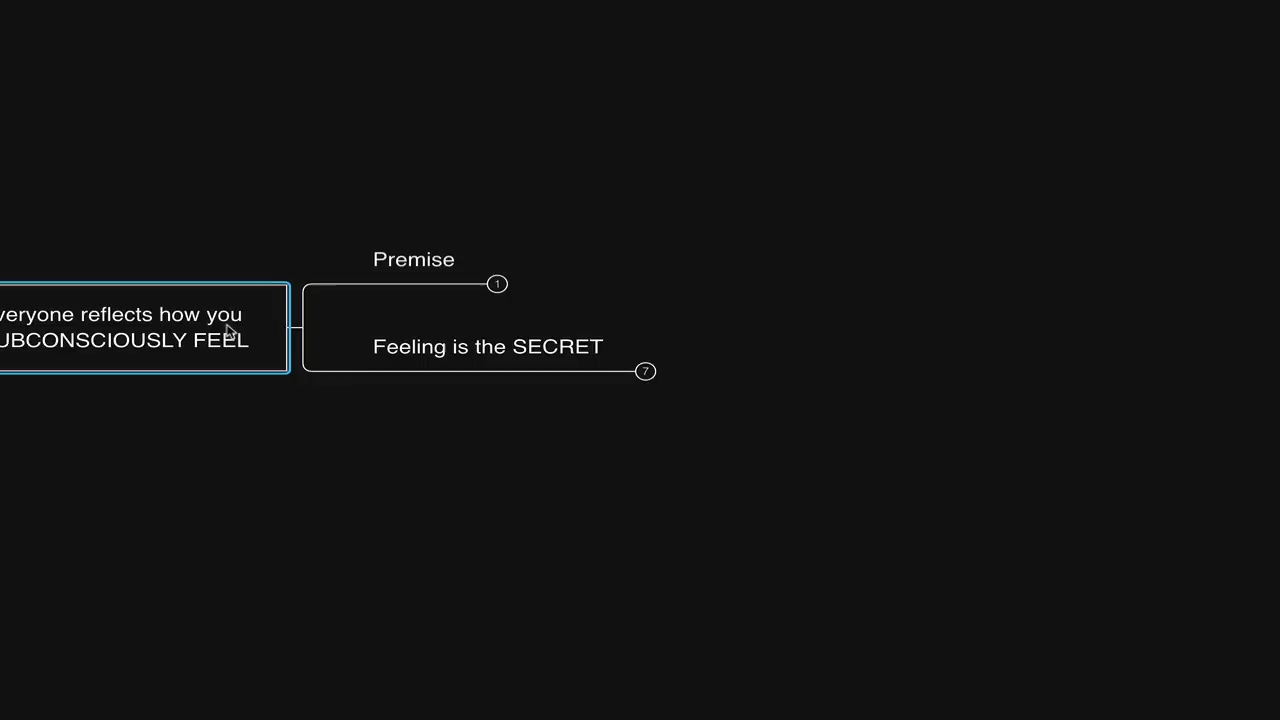 Premise
1
veryone reflects how you
UBCONSCIOUSLY FEEL
Feeling is the SECRET
7